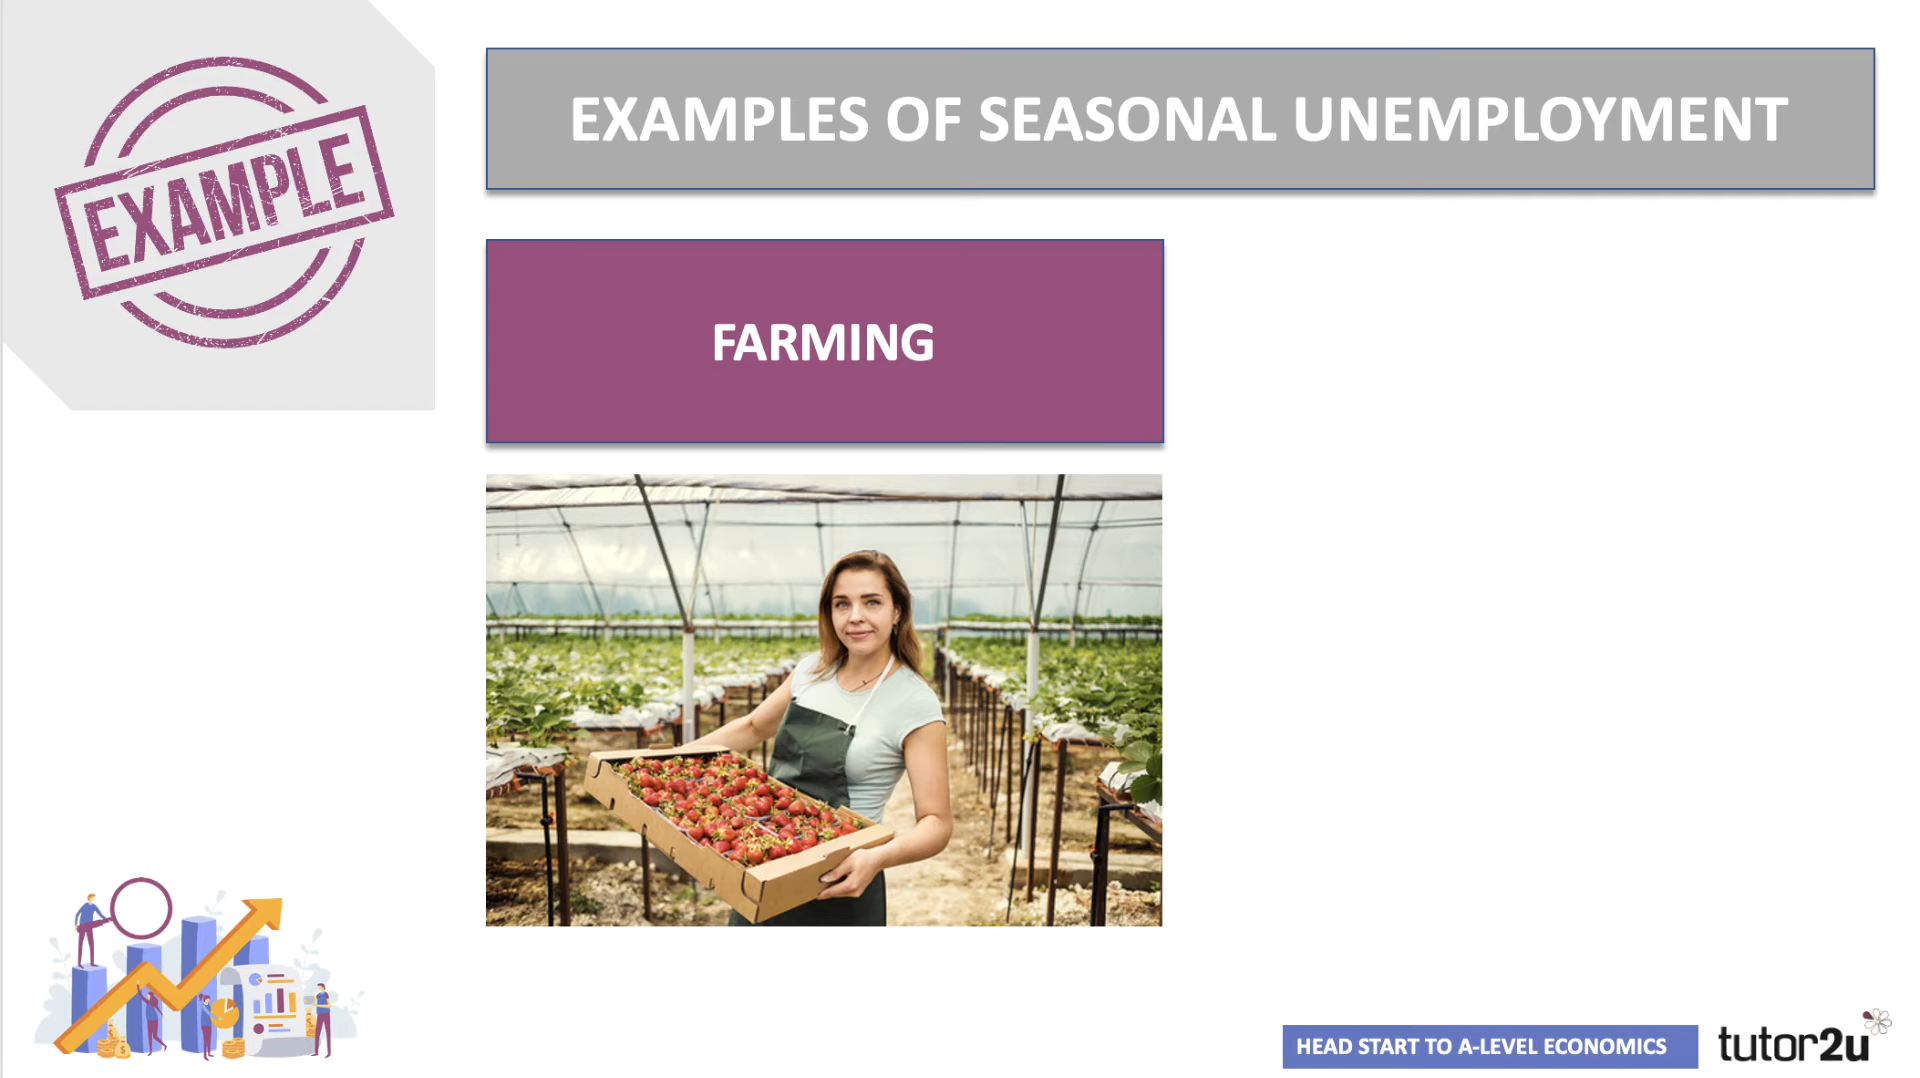 EXAMPLE
EXAMPLES OF SEASONAL UNEMPLOYMENT
FARMING
HEAD START TO A-LEVEL ECONOMICS
tutor2u